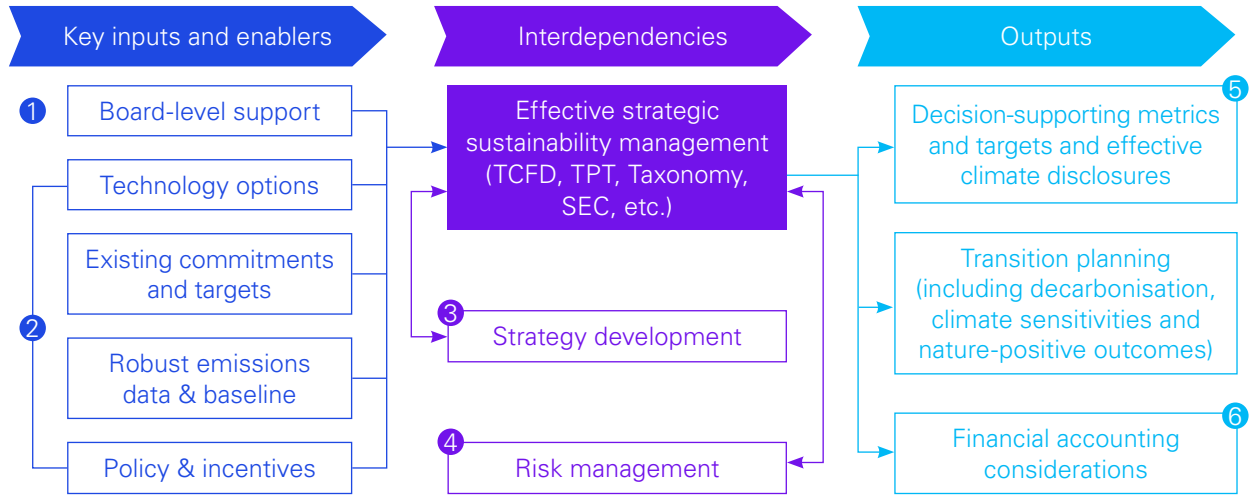 Key inputs and enablers
Interdependencies
Outputs
1
Board-level support
Technology options
Existing commitments
and targets
2
Robust emissions
data & baseline
Policy & incentives
Effective strategic
sustainability management
(TCFD, TPT, Taxonomy,
SEC, etc.)
3
Strategy development
4
Risk management
5
Decision-supporting metrics
and targets and effective
climate disclosures
Transition planning
(including decarbonisation,
climate sensitivities and
nature-positive outcomes)
6
Financial accounting
considerations